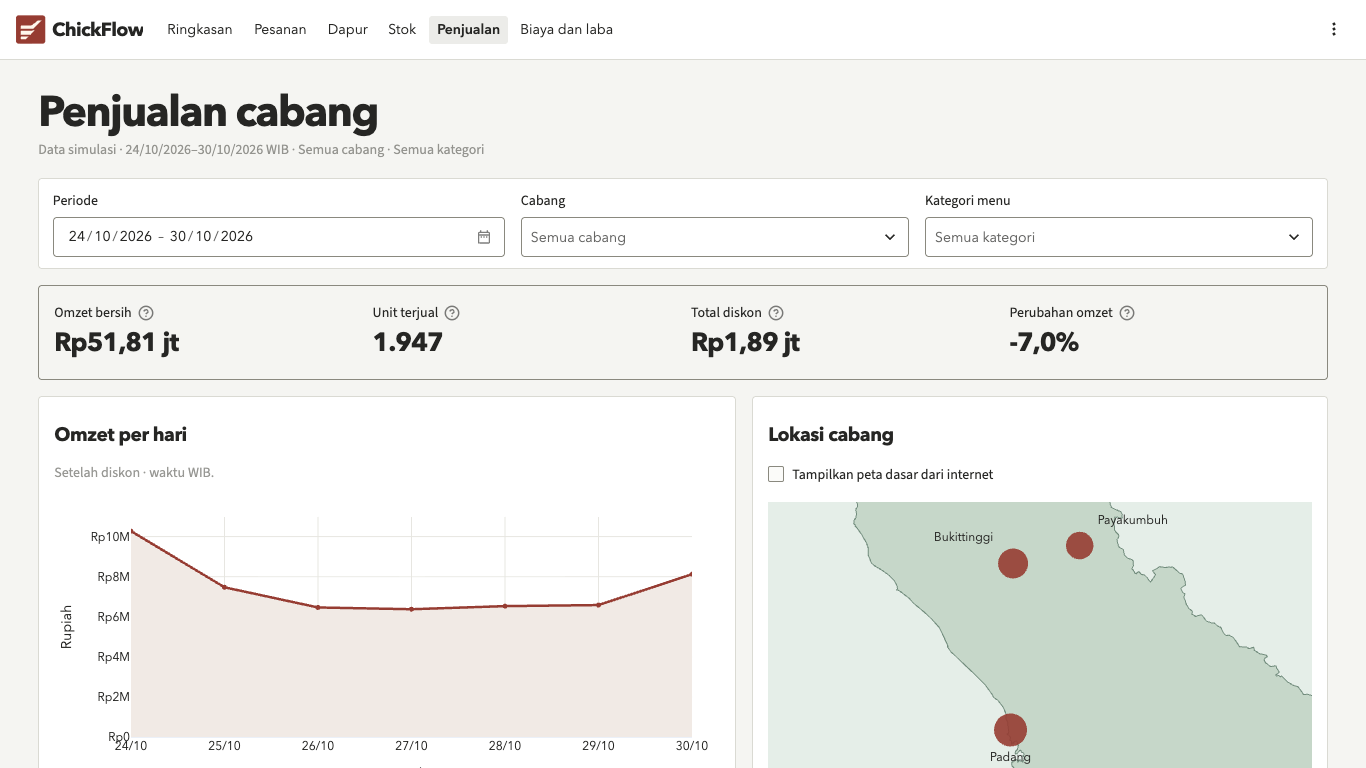 ChickFlow Ringkasan Pesanan Dapur Stok Penjualan Biaya dan laba
Penjualan cabang
Data simulasi · 24/10/2026–30/10/2026 WIB · Semua cabang · Semua kategori
Periode Cabang Kategori menu
24/10/2026 – 30/10/2026 Semua cabang Semua kategori
Omzet bersih ? Unit terjual ? Total diskon ? Perubahan omzet ?
Rp51,81 jt 1.947 Rp1,89 jt -7,0%
Omzet per hari
Setelah diskon · waktu WIB.
Rupiah
Rp10M
Rp8M
Rp6M
Rp4M
Rp2M
Rp0
24/10 25/10 26/10 27/10 28/10 29/10 30/10
Lokasi cabang
Tampilkan peta dasar dari internet
Payakumbuh
Bukittinggi
Padang